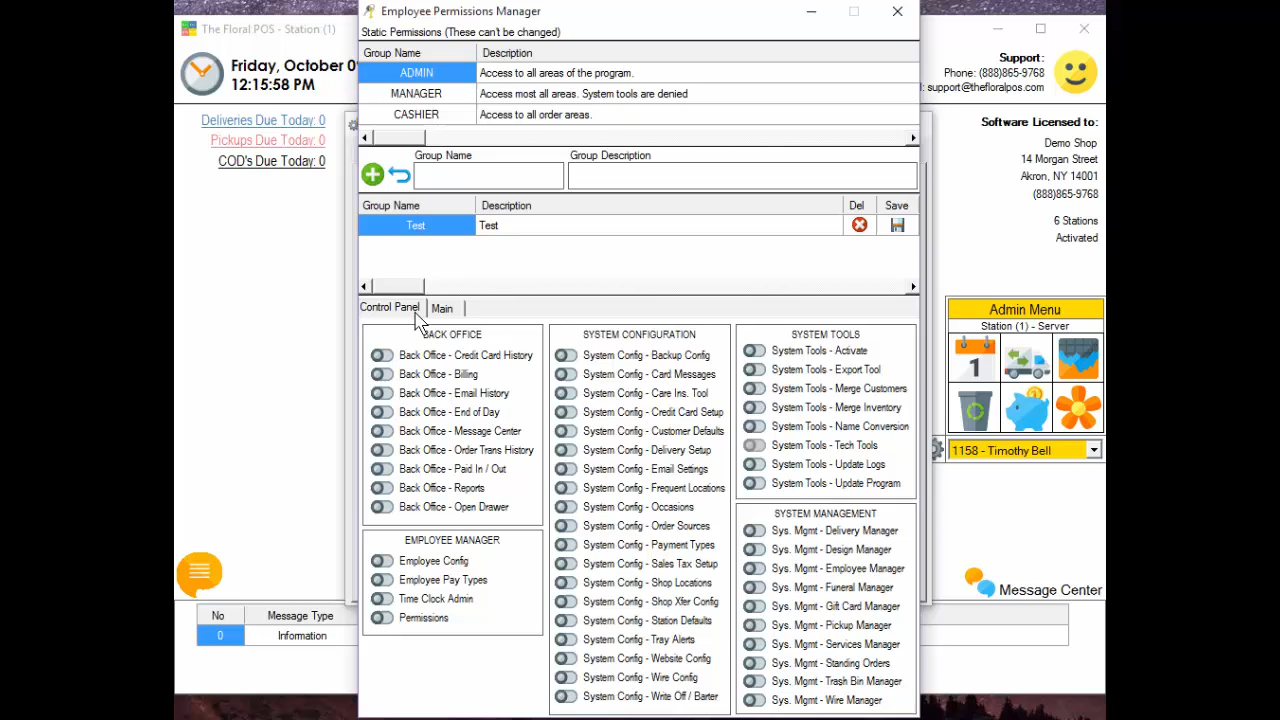 Employee Permissions Manager
The Floral POS - Station (1)
Static Permissions (These can't be changed)
Group Name Description
ADMIN Access to all areas of the program.
MANAGER Access most all areas. System tools are denied
CASHIER Access to all order areas.
Friday, October 0
12:15:58 PM
Support:
Phone: (888)865-9768
support@thefloralpos.com
Deliveries Due Today: 0
Pickups Due Today: 0
COD's Due Today: 0
Software Licensed to:
Demo Shop
14 Morgan Street
Akron, NY 14001
(888)865-9768
6 Stations
Activated
Group Name Group Description
Group Name Description Del Save
Test Test
Control Panel Main
BACK OFFICE
Back Office - Credit Card History
Back Office - Billing
Back Office - Email History
Back Office - End of Day
Back Office - Message Center
Back Office - Order Trans History
Back Office - Paid In / Out
Back Office - Reports
Back Office - Open Drawer
EMPLOYEE MANAGER
Employee Config
Employee Pay Types
Time Clock Admin
Permissions
SYSTEM CONFIGURATION
System Config - Backup Config
System Config - Card Messages
System Config - Care Ins. Tool
System Config - Credit Card Setup
System Config - Customer Defaults
System Config - Delivery Setup
System Config - Email Settings
System Config - Frequent Locations
System Config - Occasions
System Config - Order Sources
System Config - Payment Types
System Config - Sales Tax Setup
System Config - Shop Locations
System Config - Shop Xfer Config
System Config - Station Defaults
System Config - Tray Alerts
System Config - Website Config
System Config - Wire Config
System Config - Write Off / Barter
SYSTEM TOOLS
System Tools - Activate
System Tools - Export Tool
System Tools - Merge Customers
System Tools - Merge Inventory
System Tools - Name Conversion
System Tools - Tech Tools
System Tools - Update Logs
System Tools - Update Program
SYSTEM MANAGEMENT
Sys. Mgmt - Delivery Manager
Sys. Mgmt - Design Manager
Sys. Mgmt - Employee Manager
Sys. Mgmt - Funeral Manager
Sys. Mgmt - Gift Card Manager
Sys. Mgmt - Pickup Manager
Sys. Mgmt - Services Manager
Sys. Mgmt - Standing Orders
Sys. Mgmt - Trash Bin Manager
Sys. Mgmt - Wire Manager
Admin Menu
Station (1) - Server
1
1158 - Timothy Bell
Message Center
No Message Type
0 Information